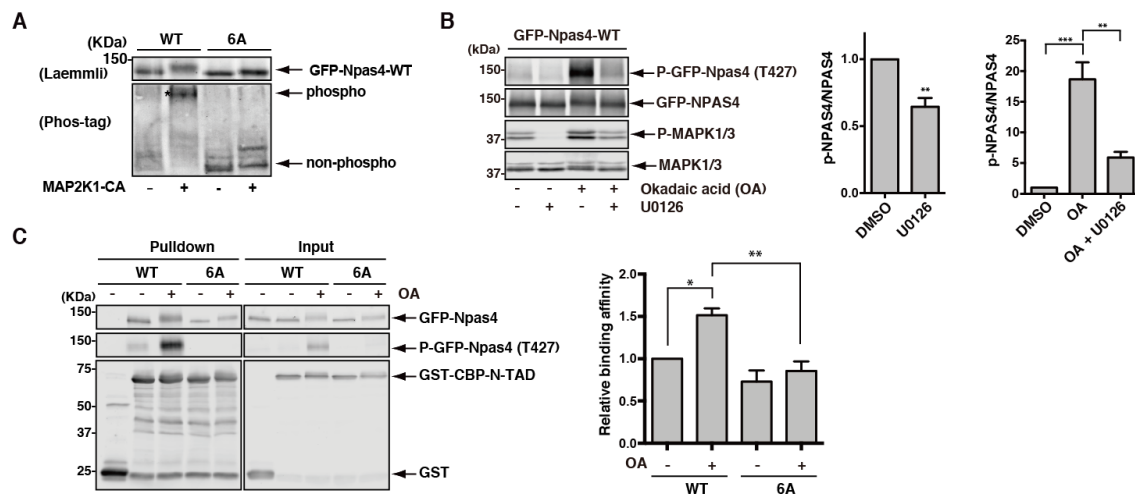 A
(KDa)
WT
6A
150
(Laemmli)
GFP-Npas4-WT
*
phospho
(Phos-tag)
non-phospho
MAP2K1-CA
- + - +
B
GFP-Npas4-WT
(kDa)
150
P-GFP-Npas4 (T427)
150
GFP-NPAS4
37
P-MAPK1/3
37
MAPK1/3
- - + + Okadaic acid (OA)
- + - + U0126
p-NPAS4/NPAS4
1.0
0.5
0.0
**
DMSO
U0126
p-NPAS4/NPAS4
25
20
15
10
5
0
***
**
DMSO
OA
OA + U0126
C
Pulldown
Input
WT
6A
WT
6A
(KDa)
- - + - + - - + - + OA
150
GFP-Npas4
150
P-GFP-Npas4 (T427)
75
GST-CBP-N-TAD
50
37
25
GST
Relative binding affinity
2.0
1.5
1.0
0.5
0.0
*
**
OA - + - +
WT
6A